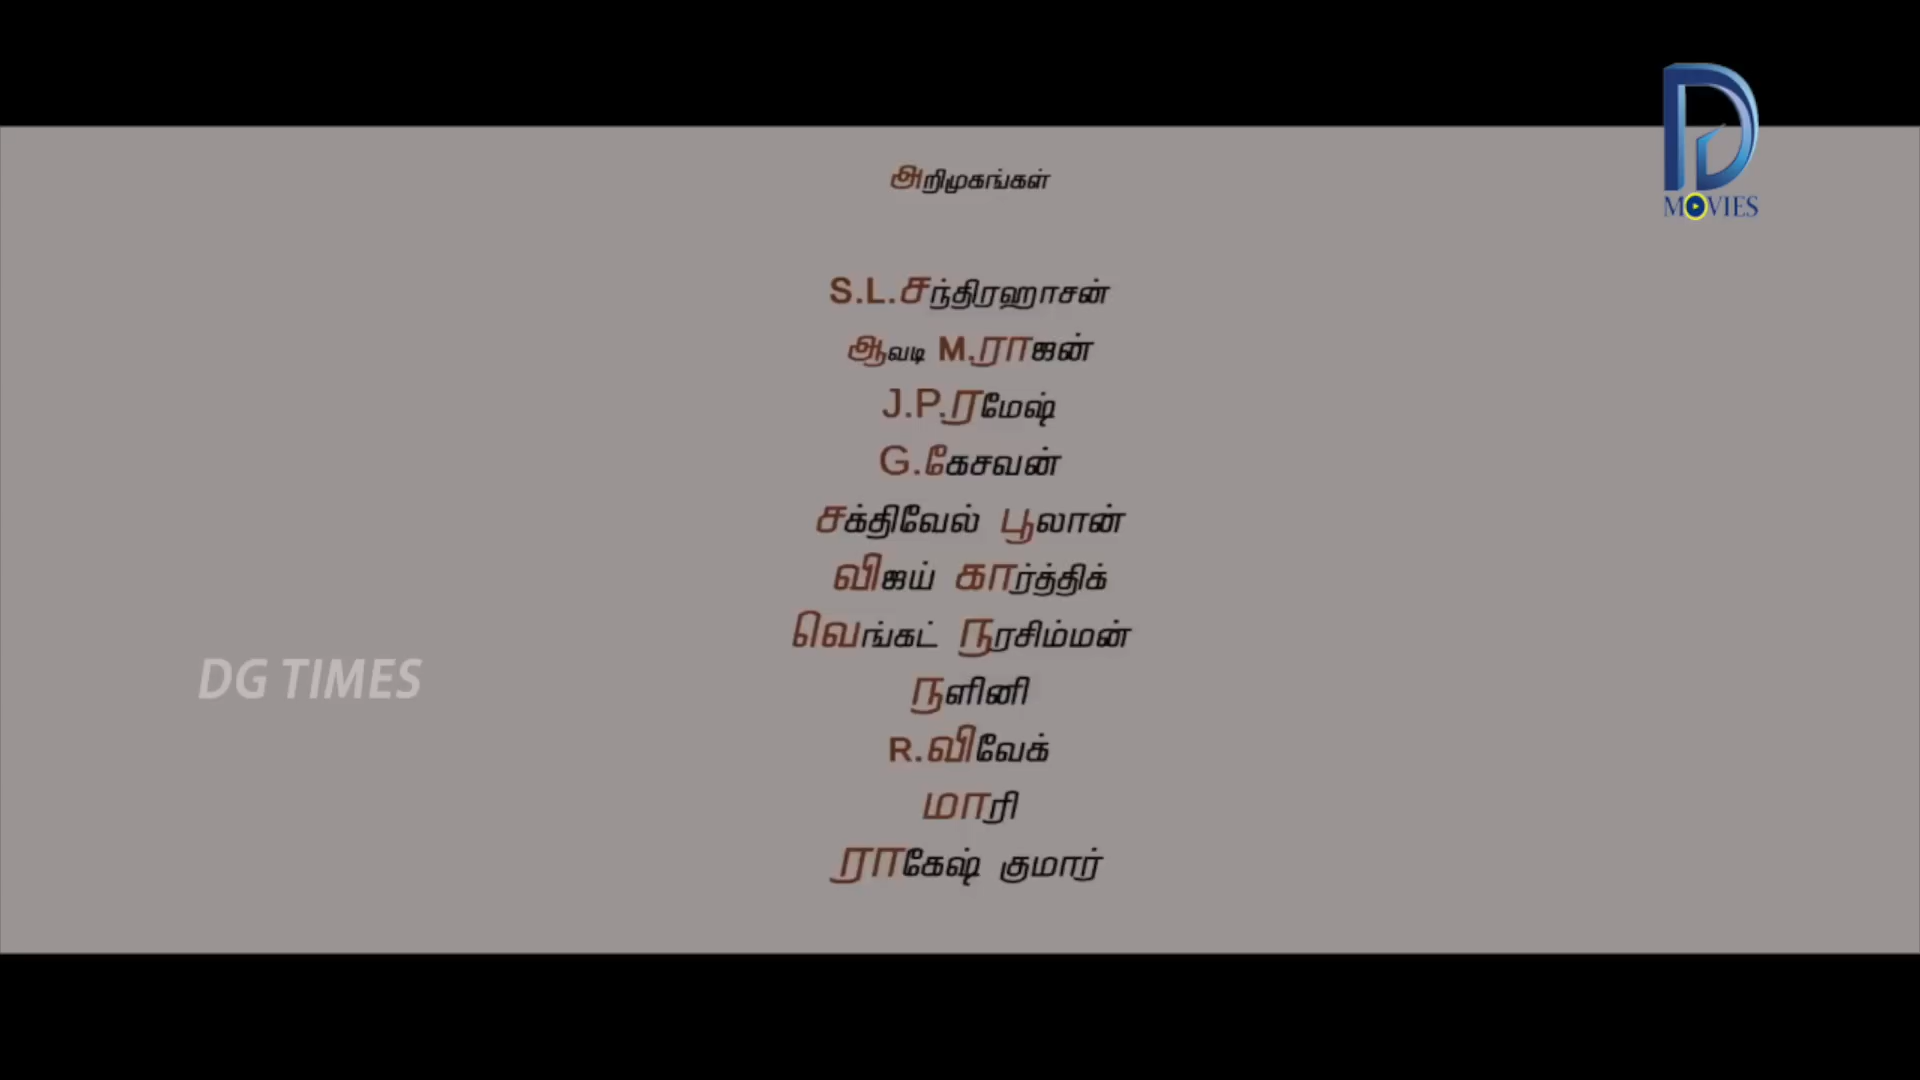 MOVIES
அறிமுகங்கள்
S.L.சந்திரஹாசன்
ஆவடி M.ராஜன்
J.P.ரமேஷ்
G.கேசவன்
சக்திவேல் பூலான்
விஜய் கார்த்திக்
வெங்கட் நரசிம்மன்
நளினி
R.விவேக்
மாரி
ராகேஷ் குமார்
DG TIMES